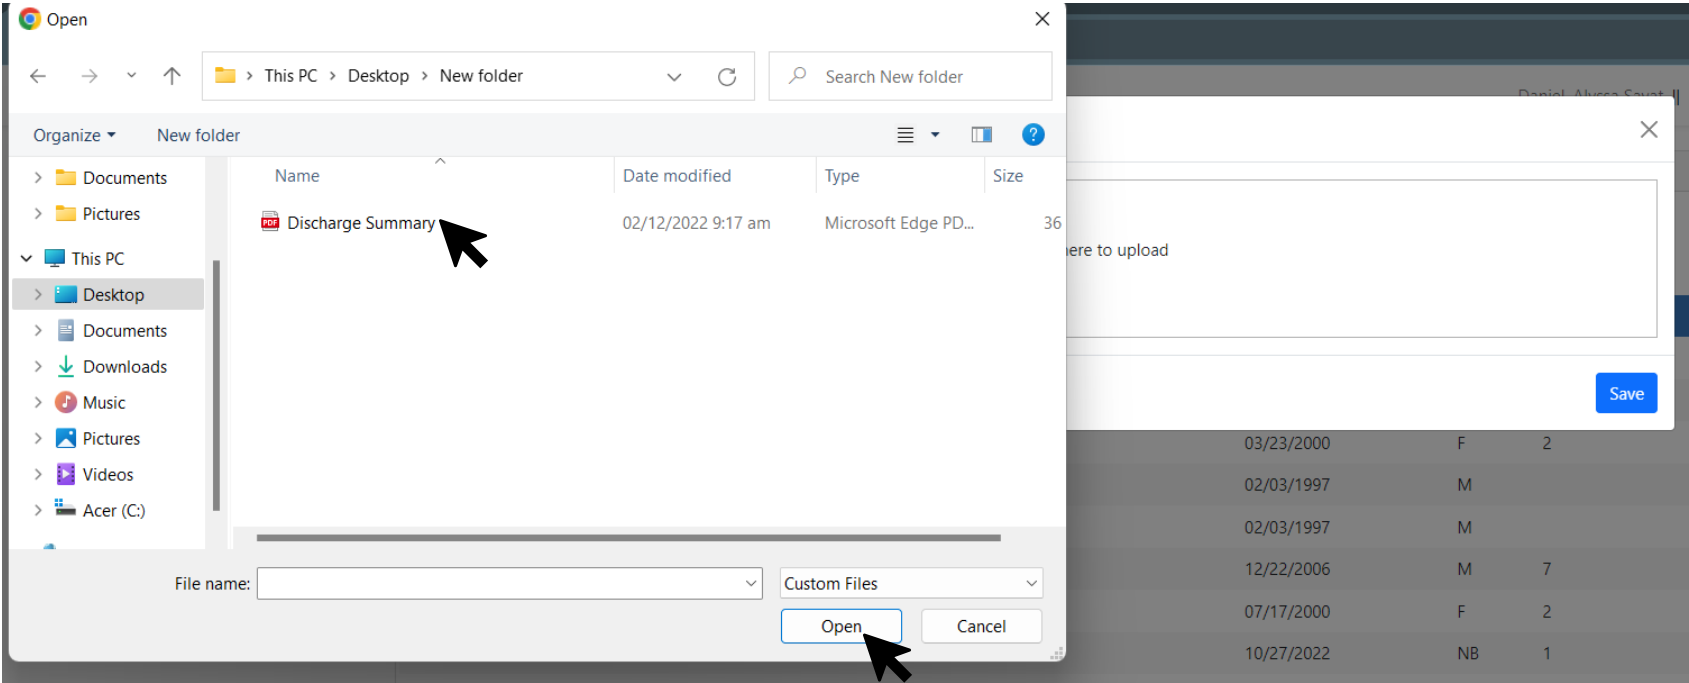 Open
This PC > Desktop > New folder
Search New folder
Daniel, Alyssa Sayat ||
Organize
New folder
Name
Date modified
Type
Size
Documents
Pictures
Discharge Summary
02/12/2022 9:17 am
Microsoft Edge PD...
36
This PC
Desktop
Documents
Downloads
Music
Pictures
Videos
Acer (C:)
to upload
Save
File name:
Custom Files
Open
Cancel
03/23/2000 F 2
02/03/1997 M
02/03/1997 M
12/22/2006 M 7
07/17/2000 F 2
10/27/2022 NB 1